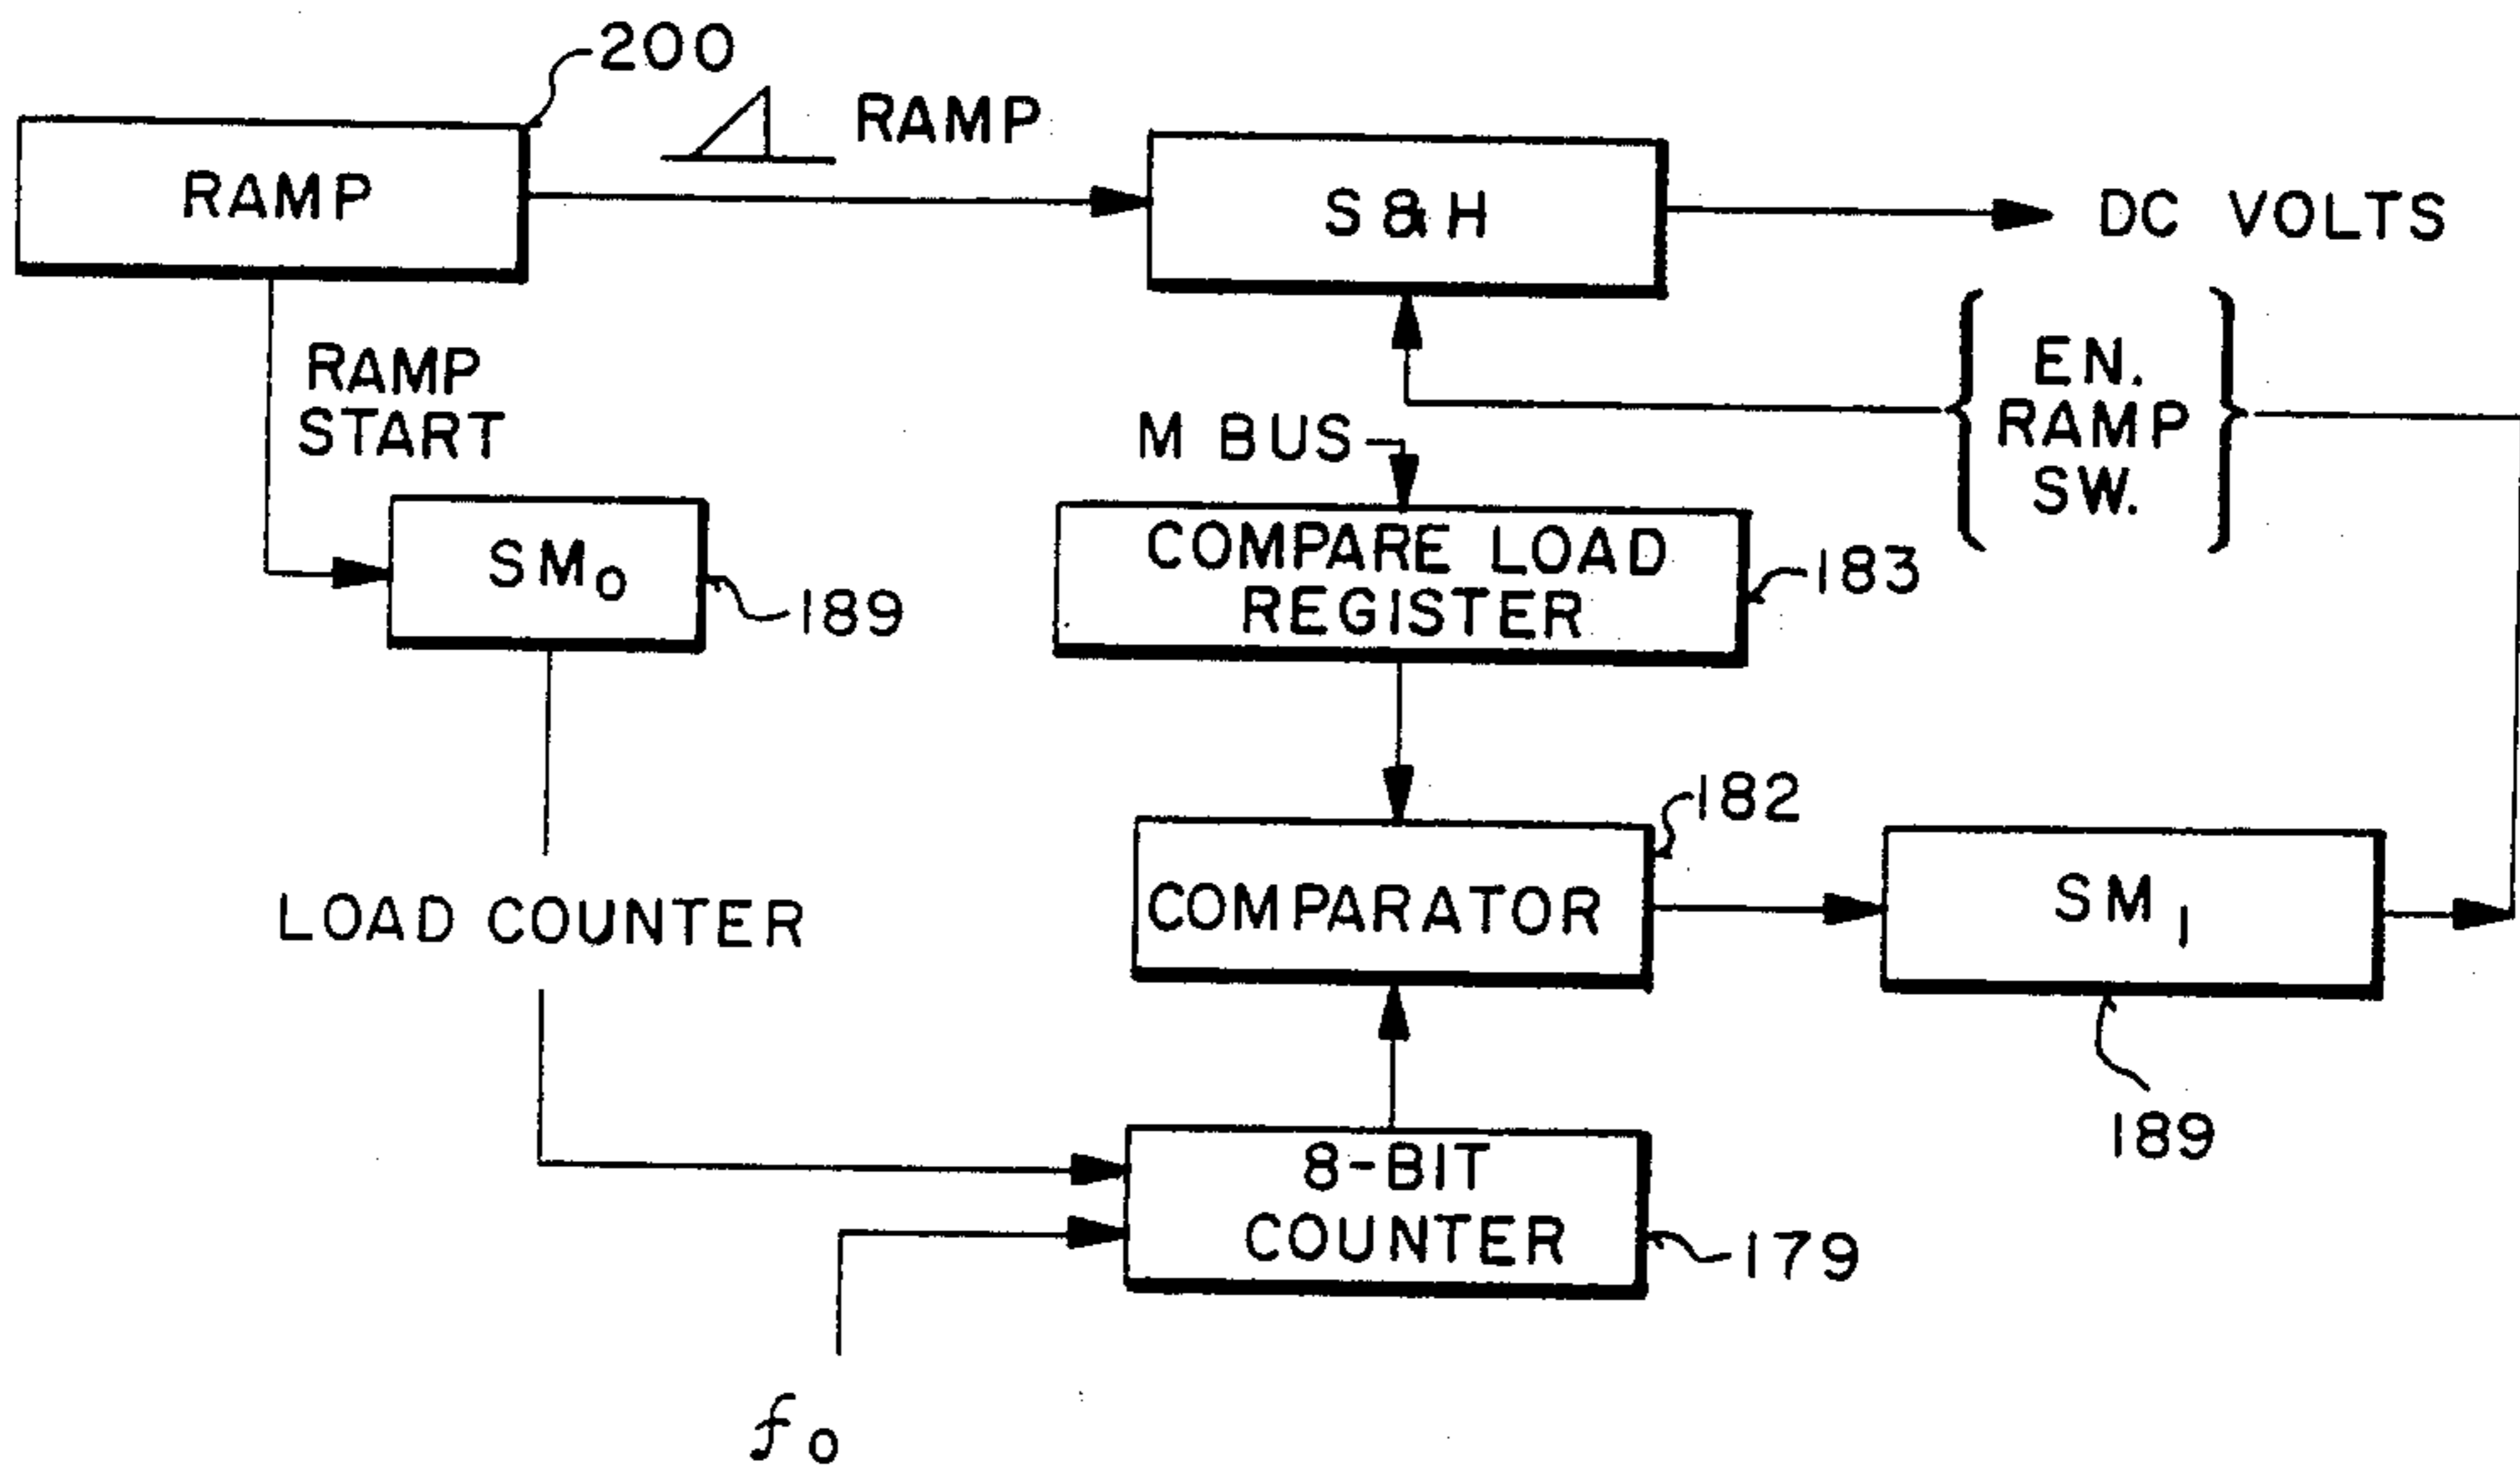 200
RAMP
RAMP
S & H
DC VOLTS
RAMP
START
EN.
RAMP
SW.
M BUS
SM0
189
COMPARE LOAD
REGISTER
183
LOAD COUNTER
182
COMPARATOR
SM1
189
8-BIT
COUNTER
179
fo